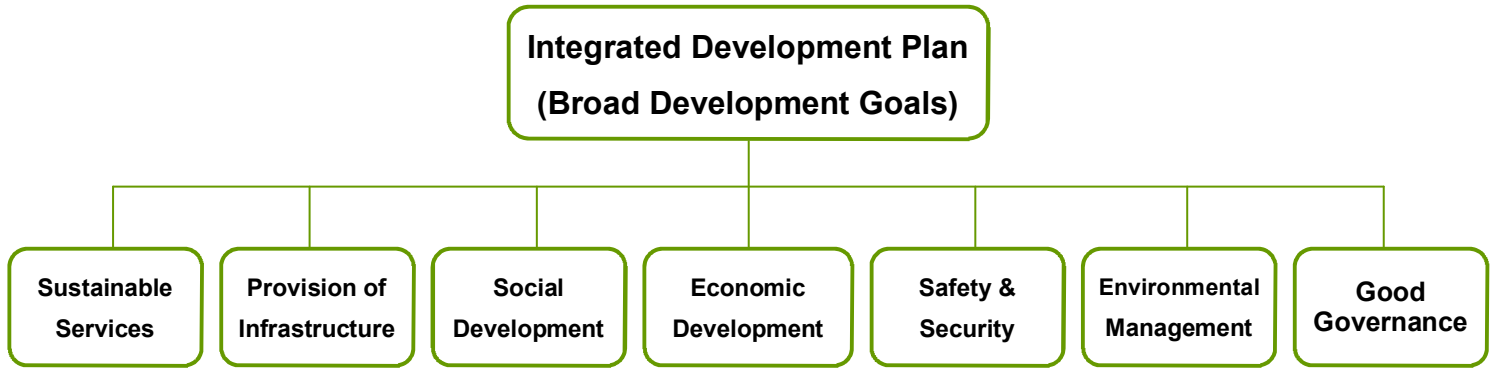 Integrated Development Plan
(Broad Development Goals)
Sustainable
Services
Provision of
Infrastructure
Social
Development
Economic
Development
Safety &
Security
Environmental
Management
Good
Governance